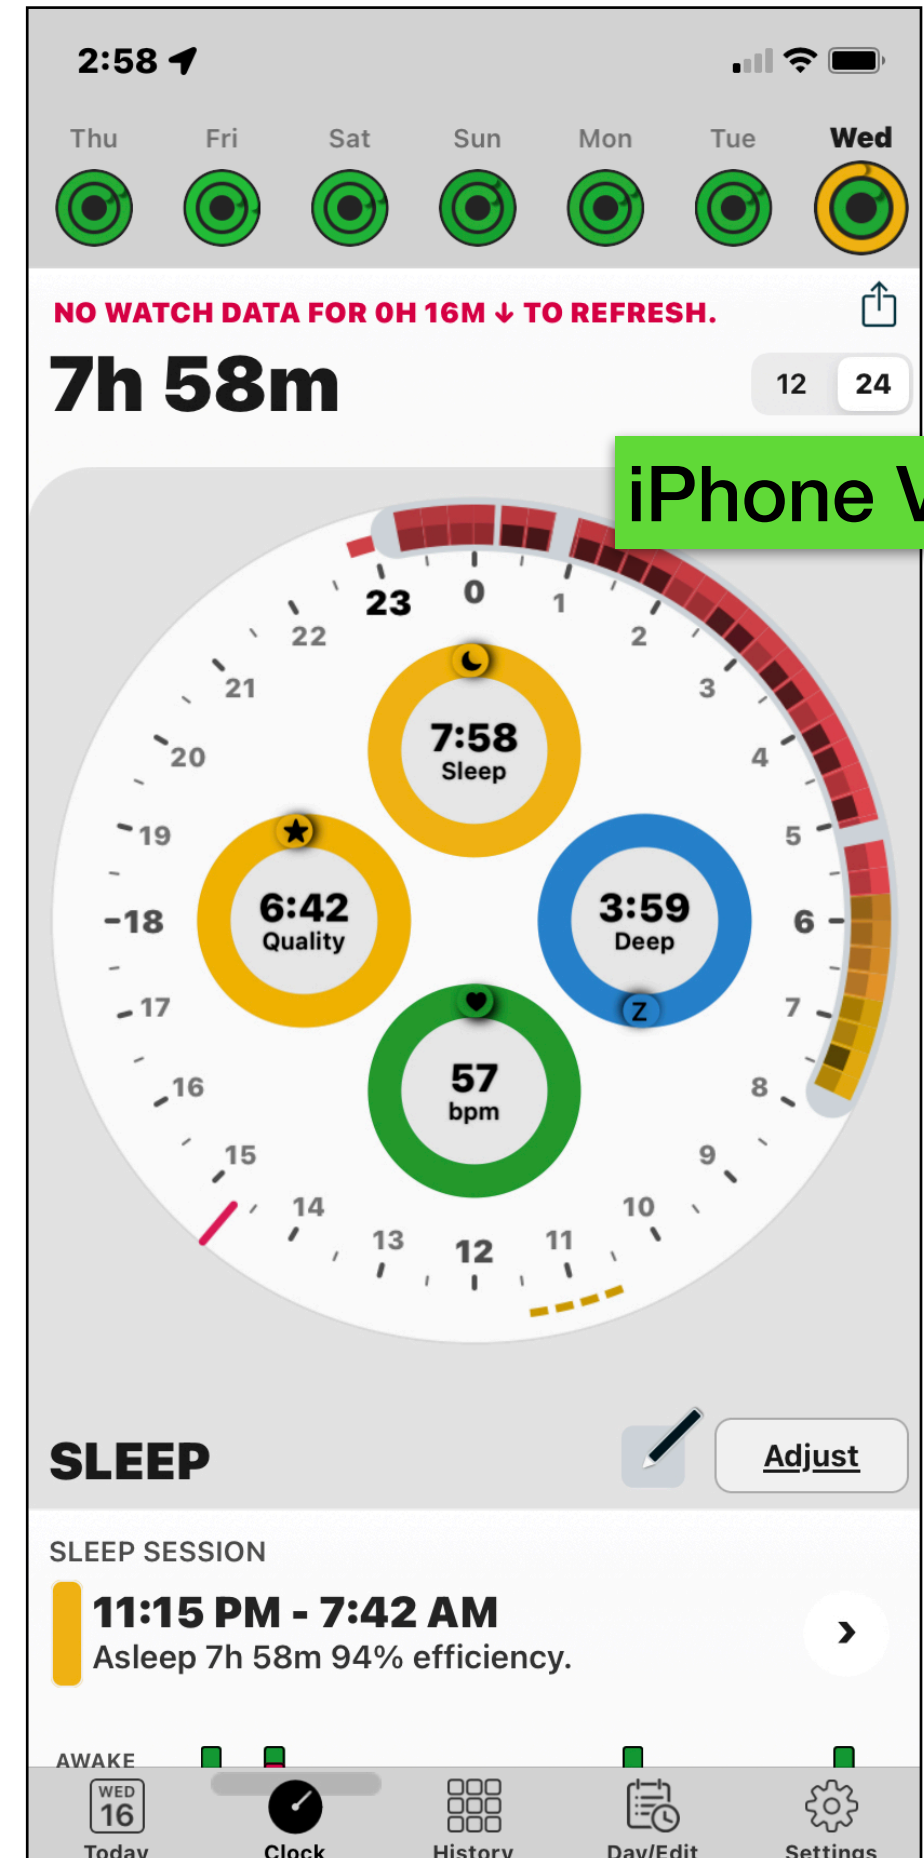 2:58
Thu Fri Sat Sun Mon Tue Wed
NO WATCH DATA FOR 0H 16M ↓ TO REFRESH.
7h 58m
12 24
iPhone
23 0 1
22 2
21 3
20 4
19 5
18 6
17 7
16 8
15 9
14 10
13 12 11
7:58
Sleep
6:42
Quality
3:59
Deep
Z
57
bpm
SLEEP
Adjust
SLEEP SESSION
11:15 PM - 7:42 AM
Asleep 7h 58m 94% efficiency.
AWAKE
WED
16
Today Clock History Day/Edit Settings